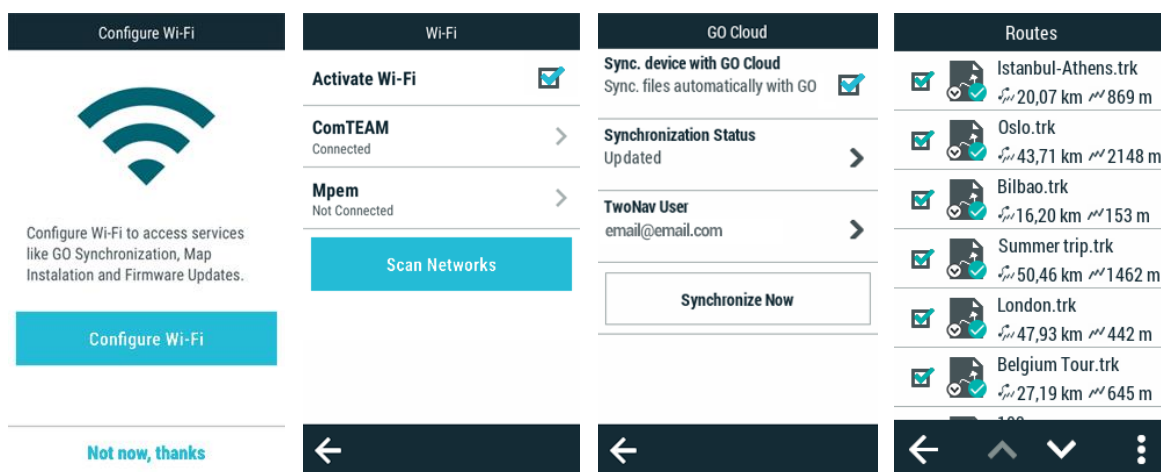 Configure Wi-Fi
Configure Wi-Fi to access services
like GO Synchronization, Map
Instalation and Firmware Updates.
Configure Wi-Fi
Not now, thanks
Wi-Fi
Activate Wi-Fi
ComTEAM
Connected
Mpem
Not Connected
Scan Networks
GO Cloud
Sync. device with GO Cloud
Sync. files automatically with GO
Synchronization Status
Updated
TwoNav User
email@email.com
Synchronize Now
Routes
Istanbul-Athens.trk
20,07 km 869 m
Oslo.trk
43,71 km 2148 m
Bilbao.trk
16,20 km 153 m
Summer trip.trk
50,46 km 1462 m
London.trk
47,93 km 442 m
Belgium Tour.trk
27,19 km 645 m